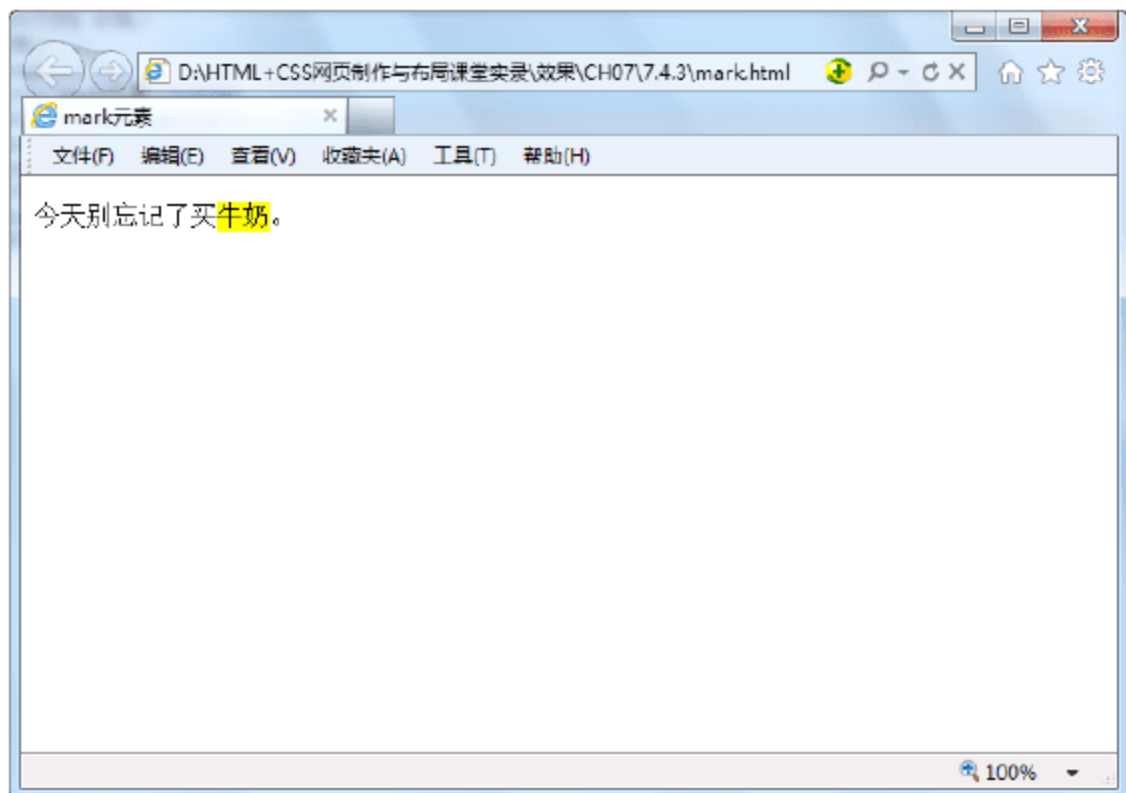 D:\HTML+CSS网页制作与布局课堂实录\效果\CH07\7.4.3\mark.html
mark元素
文件(F) 编辑(E) 查看(V) 收藏夹(A) 工具(T) 帮助(H)
今天别忘记了买牛奶。
100%